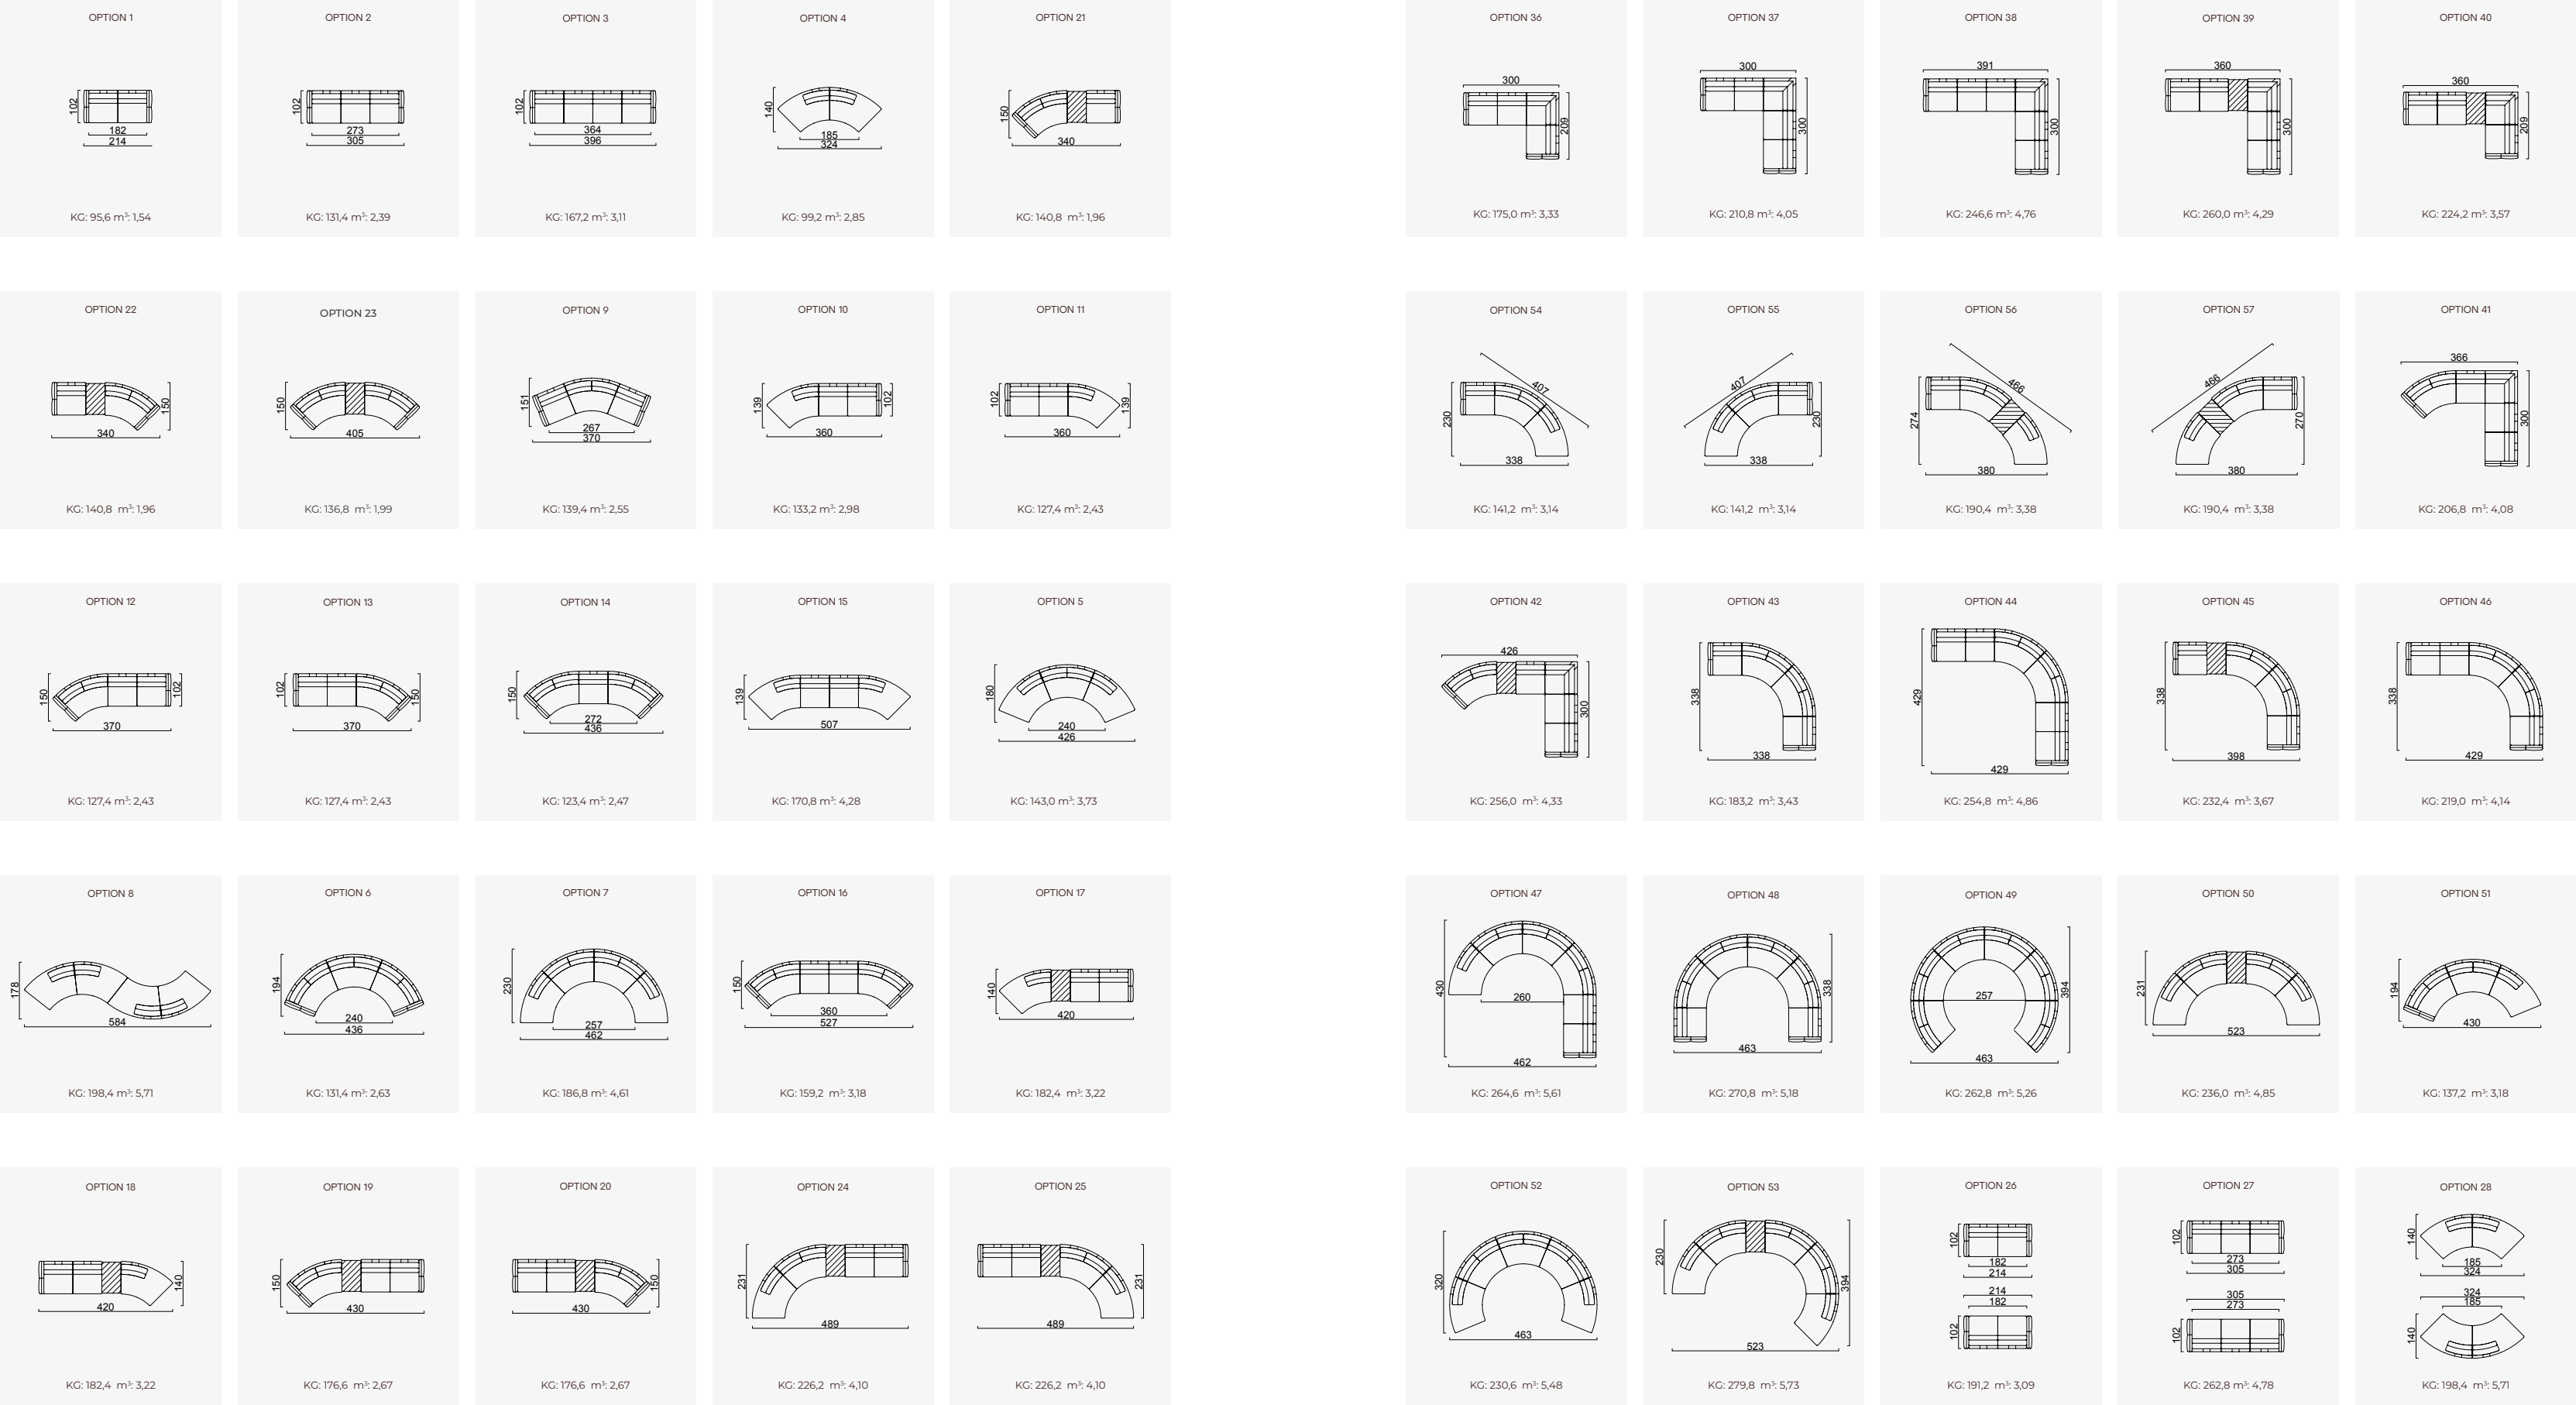 OPTION 1
102
182
214
KG: 95,6 m³: 1,54
OPTION 2
102
273
305
KG: 131,4 m³: 2,39
OPTION 3
102
364
396
KG: 167,2 m³: 3,11
OPTION 4
140
185
324
KG: 99,2 m³: 2,85
OPTION 21
150
340
KG: 140,8 m³: 1,96
OPTION 36
300
209
KG: 175,0 m³: 3,33
OPTION 37
300
300
KG: 210,8 m³: 4,05
OPTION 38
391
300
KG: 246,6 m³: 4,76
OPTION 39
360
300
KG: 260,0 m³: 4,29
OPTION 40
360
209
KG: 224,2 m³: 3,57
OPTION 22
150
340
KG: 140,8 m³: 1,96
OPTION 23
150
405
KG: 136,8 m³: 1,99
OPTION 9
151
267
370
KG: 139,4 m³: 2,55
OPTION 10
139
102
360
KG: 133,2 m³: 2,98
OPTION 11
102
139
360
KG: 127,4 m³: 2,43
OPTION 54
407
230
338
KG: 141,2 m³: 3,14
OPTION 55
407
230
338
KG: 141,2 m³: 3,14
OPTION 56
466
274
380
KG: 190,4 m³: 3,38
OPTION 57
466
270
380
KG: 190,4 m³: 3,38
OPTION 41
366
300
KG: 206,8 m³: 4,08
OPTION 12
150
102
370
KG: 127,4 m³: 2,43
OPTION 13
102
150
370
KG: 127,4 m³: 2,43
OPTION 14
150
272
436
KG: 123,4 m³: 2,47
OPTION 15
139
507
KG: 170,8 m³: 4,28
OPTION 5
180
240
426
KG: 143,0 m³: 3,73
OPTION 42
426
300
KG: 256,0 m³: 4,33
OPTION 43
338
338
KG: 183,2 m³: 3,43
OPTION 44
429
429
KG: 254,8 m³: 4,86
OPTION 45
338
398
KG: 232,4 m³: 3,67
OPTION 46
338
429
KG: 219,0 m³: 4,14
OPTION 8
178
584
KG: 198,4 m³: 5,71
OPTION 6
194
240
436
KG: 131,4 m³: 2,63
OPTION 7
230
257
462
KG: 186,8 m³: 4,61
OPTION 16
150
360
527
KG: 159,2 m³: 3,18
OPTION 17
140
420
KG: 182,4 m³: 3,22
OPTION 47
430
260
462
KG: 264,6 m³: 5,61
OPTION 48
338
463
KG: 270,8 m³: 5,18
OPTION 49
257
394
463
KG: 262,8 m³: 5,26
OPTION 50
231
523
KG: 236,0 m³: 4,85
OPTION 51
194
430
KG: 137,2 m³: 3,18
OPTION 18
140
420
KG: 182,4 m³: 3,22
OPTION 19
150
430
KG: 176,6 m³: 2,67
OPTION 20
150
430
KG: 176,6 m³: 2,67
OPTION 24
231
489
KG: 226,2 m³: 4,10
OPTION 25
231
489
KG: 226,2 m³: 4,10
OPTION 52
320
463
KG: 230,6 m³: 5,48
OPTION 53
230
394
523
KG: 279,8 m³: 5,73
OPTION 26
102
182
214
214
182
102
KG: 191,2 m³: 3,09
OPTION 27
102
273
305
305
273
102
KG: 262,8 m³: 4,78
OPTION 28
140
185
324
324
185
140
KG: 198,4 m³: 5,71